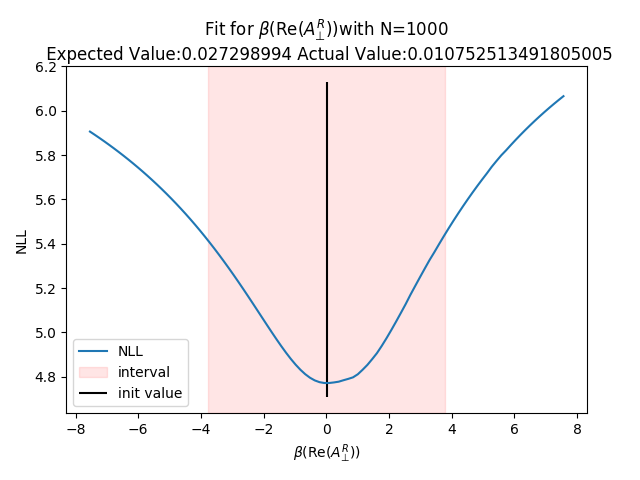 Fit for β(Re(A⊥^R))with N=1000
Expected Value:0.027298994 Actual Value:0.010752513491805005
6.2
6.0
5.8
5.6
5.4
5.2
5.0
4.8
NLL
NLL
interval
init value
−8 −6 −4 −2 0 2 4 6 8
β(Re(A⊥^R))